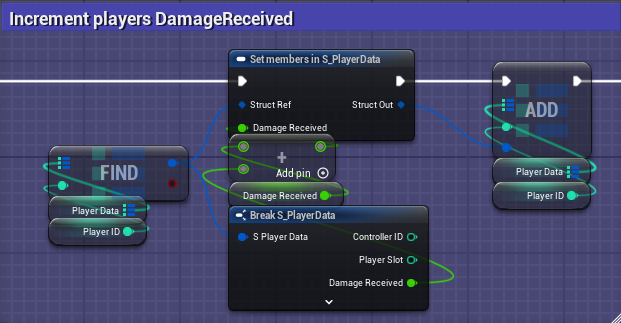 Increment players DamageReceived
Set members in S_PlayerData
Struct Ref
Struct Out
Damage Received
+
Add pin
Damage Received
FIND
Player Data
Player ID
Break S_PlayerData
S Player Data
Controller ID
Player Slot
Damage Received
ADD
Player Data
Player ID